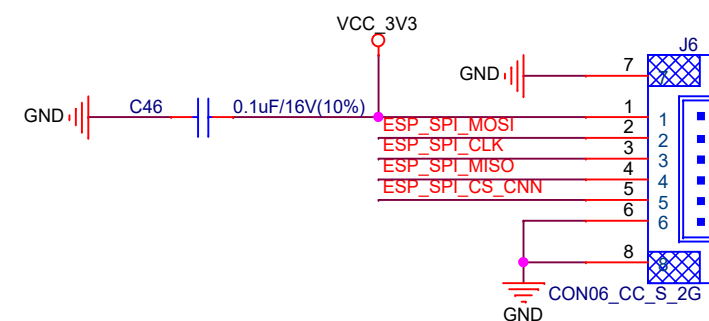 VCC_3V3
J6
GND
7
7
GND
C46
0.1uF/16V(10%)
1
1
ESP_SPI_MOSI
2
2
ESP_SPI_CLK
3
3
ESP_SPI_MISO
4
4
ESP_SPI_CS_CNN
5
5
6
6
8
8
CON06_CC_S_2G
GND